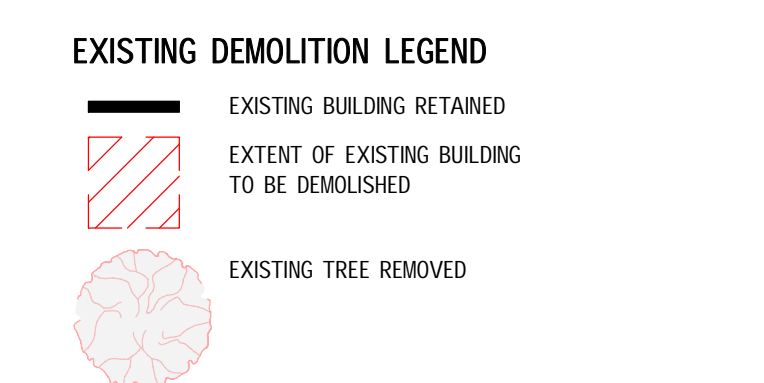 EXISTING DEMOLITION LEGEND
EXISTING BUILDING RETAINED
EXTENT OF EXISTING BUILDING
TO BE DEMOLISHED
EXISTING TREE REMOVED